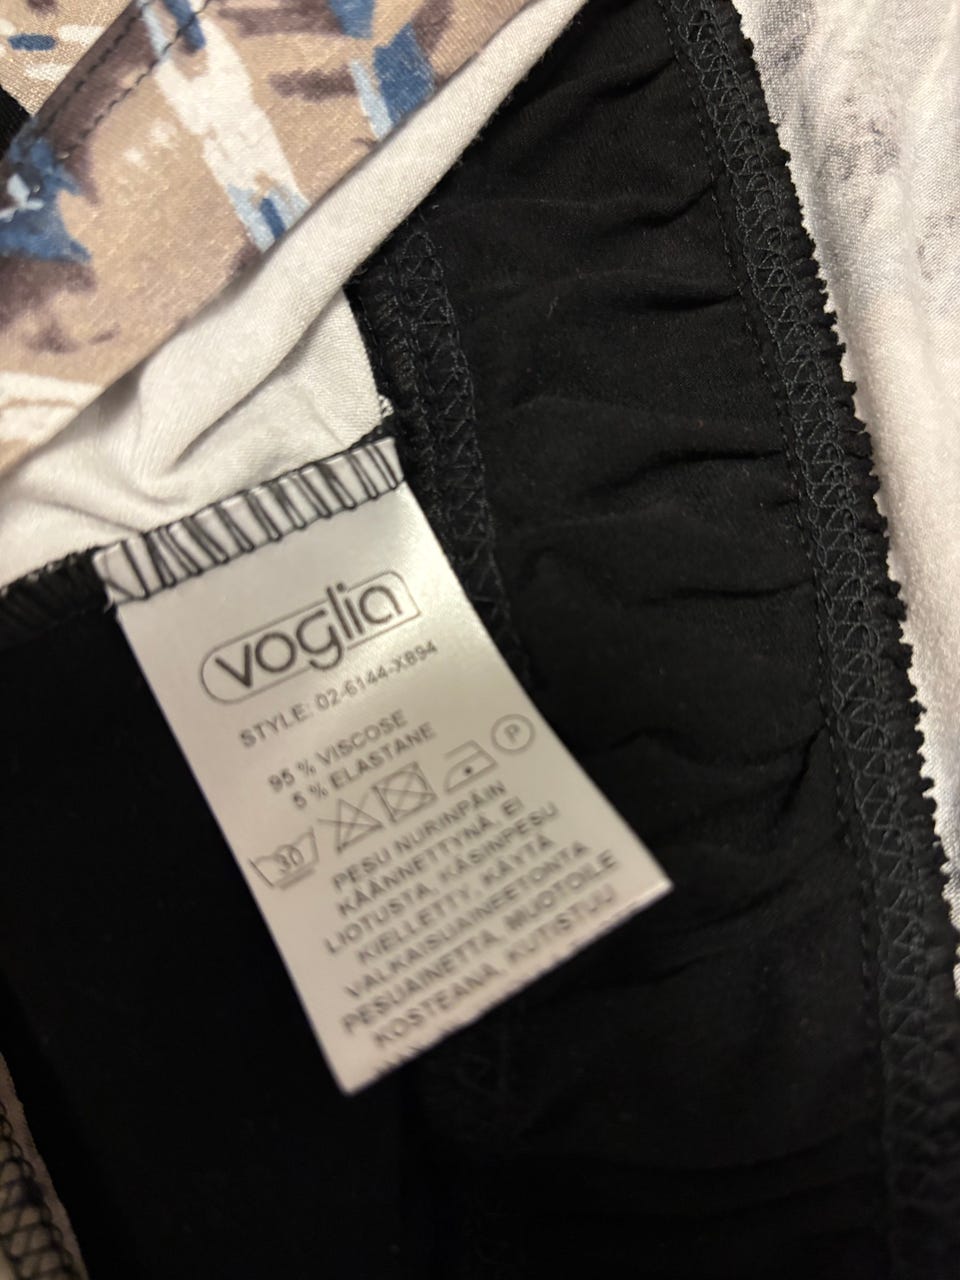 voglia
STYLE: 02-6144-X894
95 % VISCOSE
5 % ELASTANE
30
P
PESU NURINPÄIN
KÄÄNNETTYNÄ, EI
LIOTUSTA, KÄSINPESU
KIELLETTY, KÄYTÄ
VALKAISUAINEETONTA
PESUAINETTA, MUOTOILE
KOSTEANA, KUTISTUU